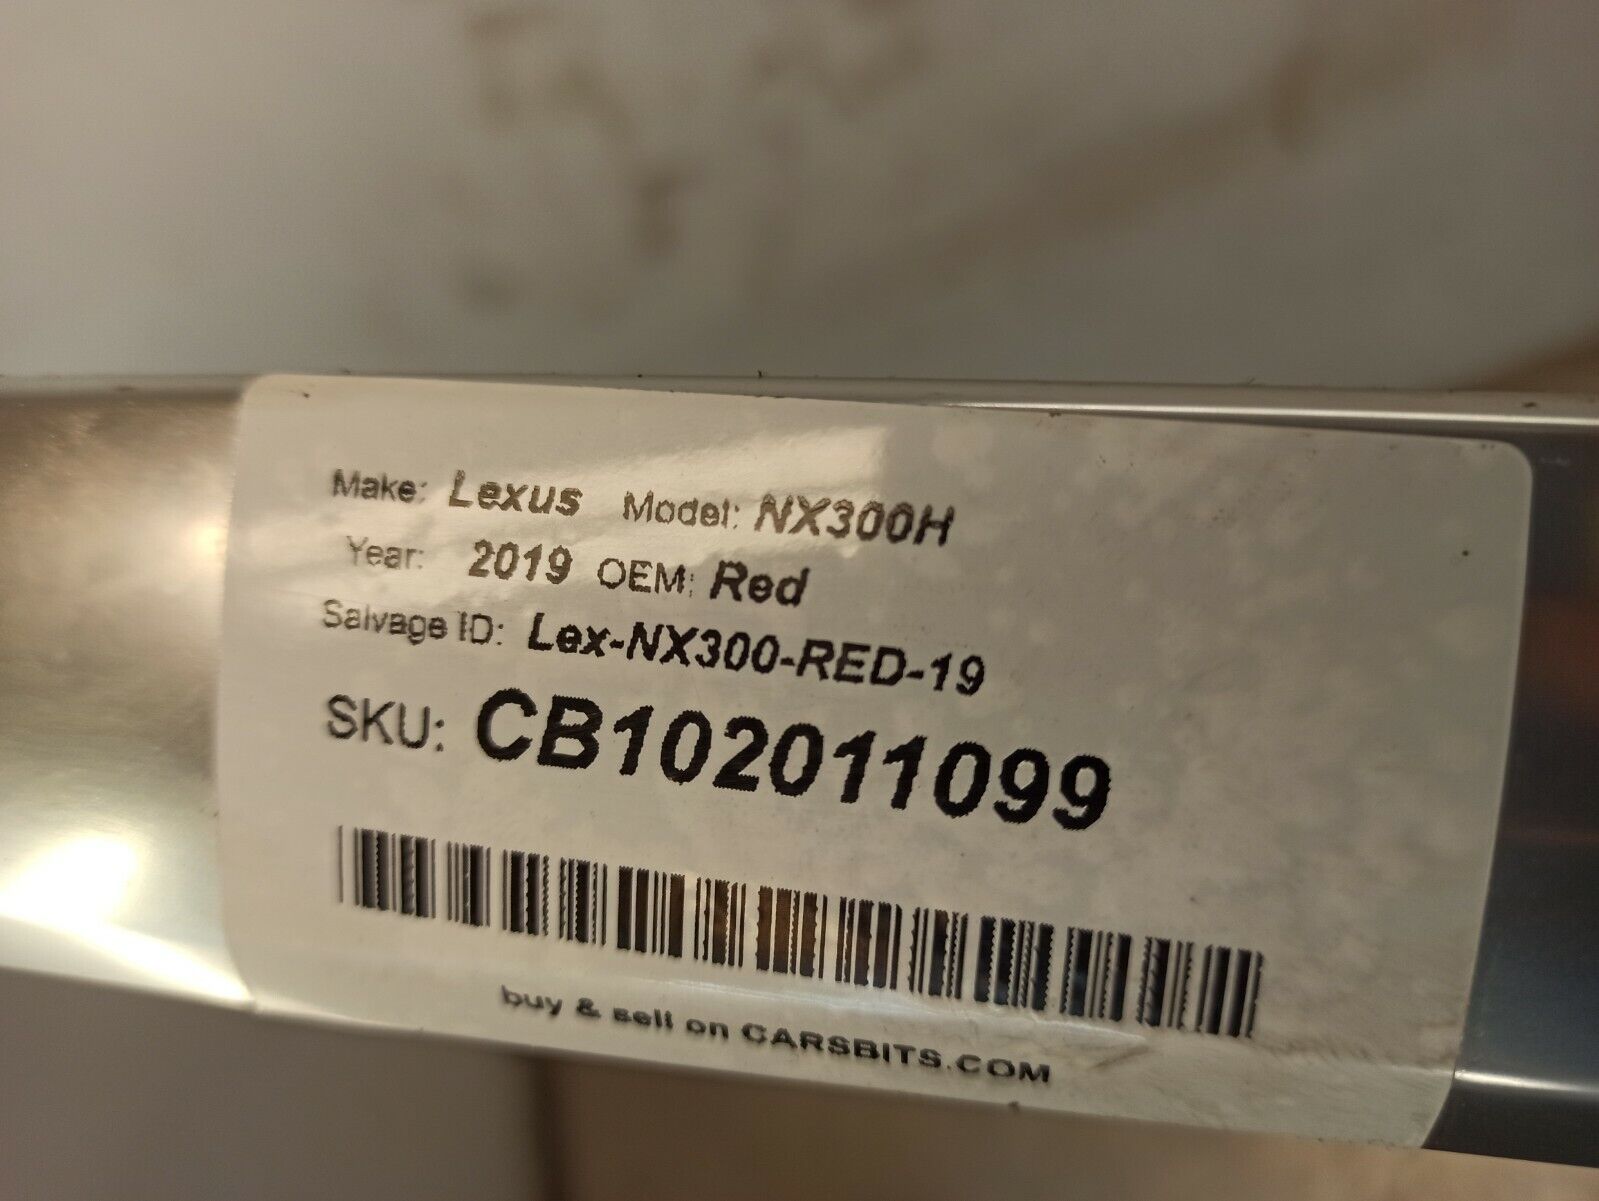 Make: Lexus Model: NX300H
Year: 2019 OEM: Red
Salvage ID: Lex-NX300-RED-19
SKU: CB102011099
buy & sell on CARSBITS.COM